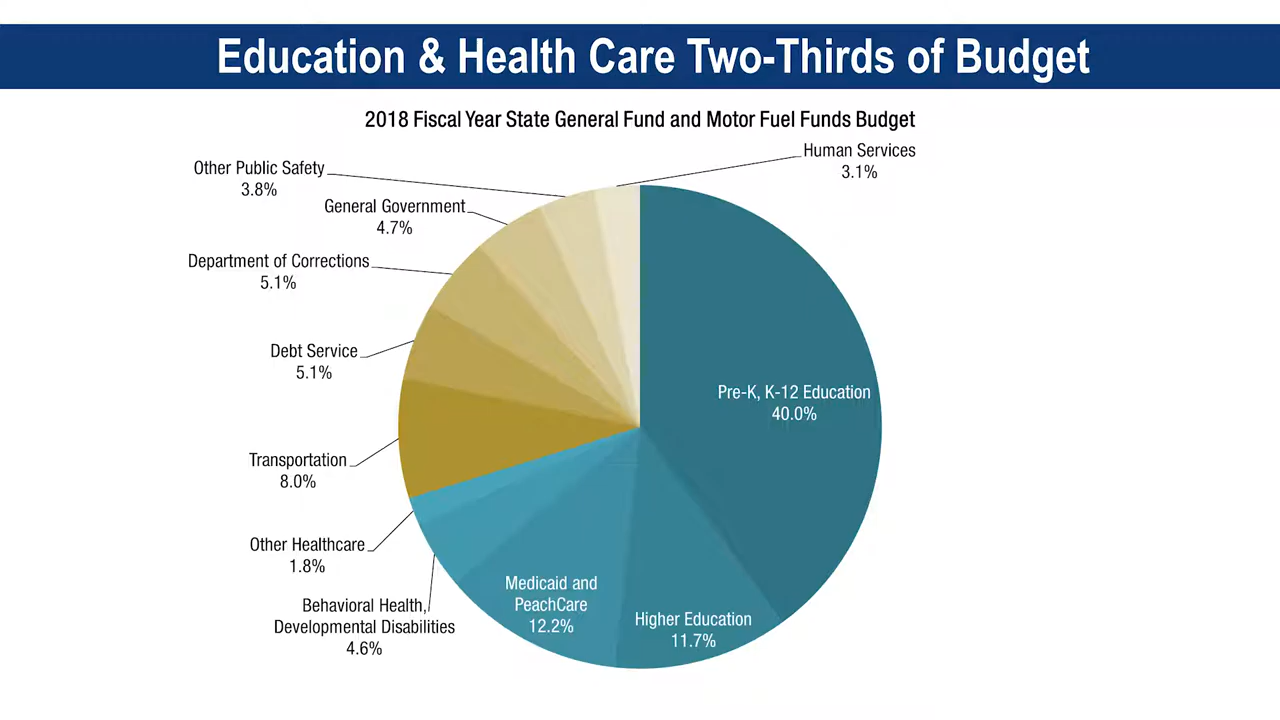 Education & Health Care Two-Thirds of Budget
2018 Fiscal Year State General Fund and Motor Fuel Funds Budget
Human Services
3.1%
Other Public Safety
3.8%
General Government
4.7%
Department of Corrections
5.1%
Debt Service
5.1%
Pre-K, K-12 Education
40.0%
Transportation
8.0%
Other Healthcare
1.8%
Medicaid and
PeachCare
12.2%
Higher Education
11.7%
Behavioral Health,
Developmental Disabilities
4.6%